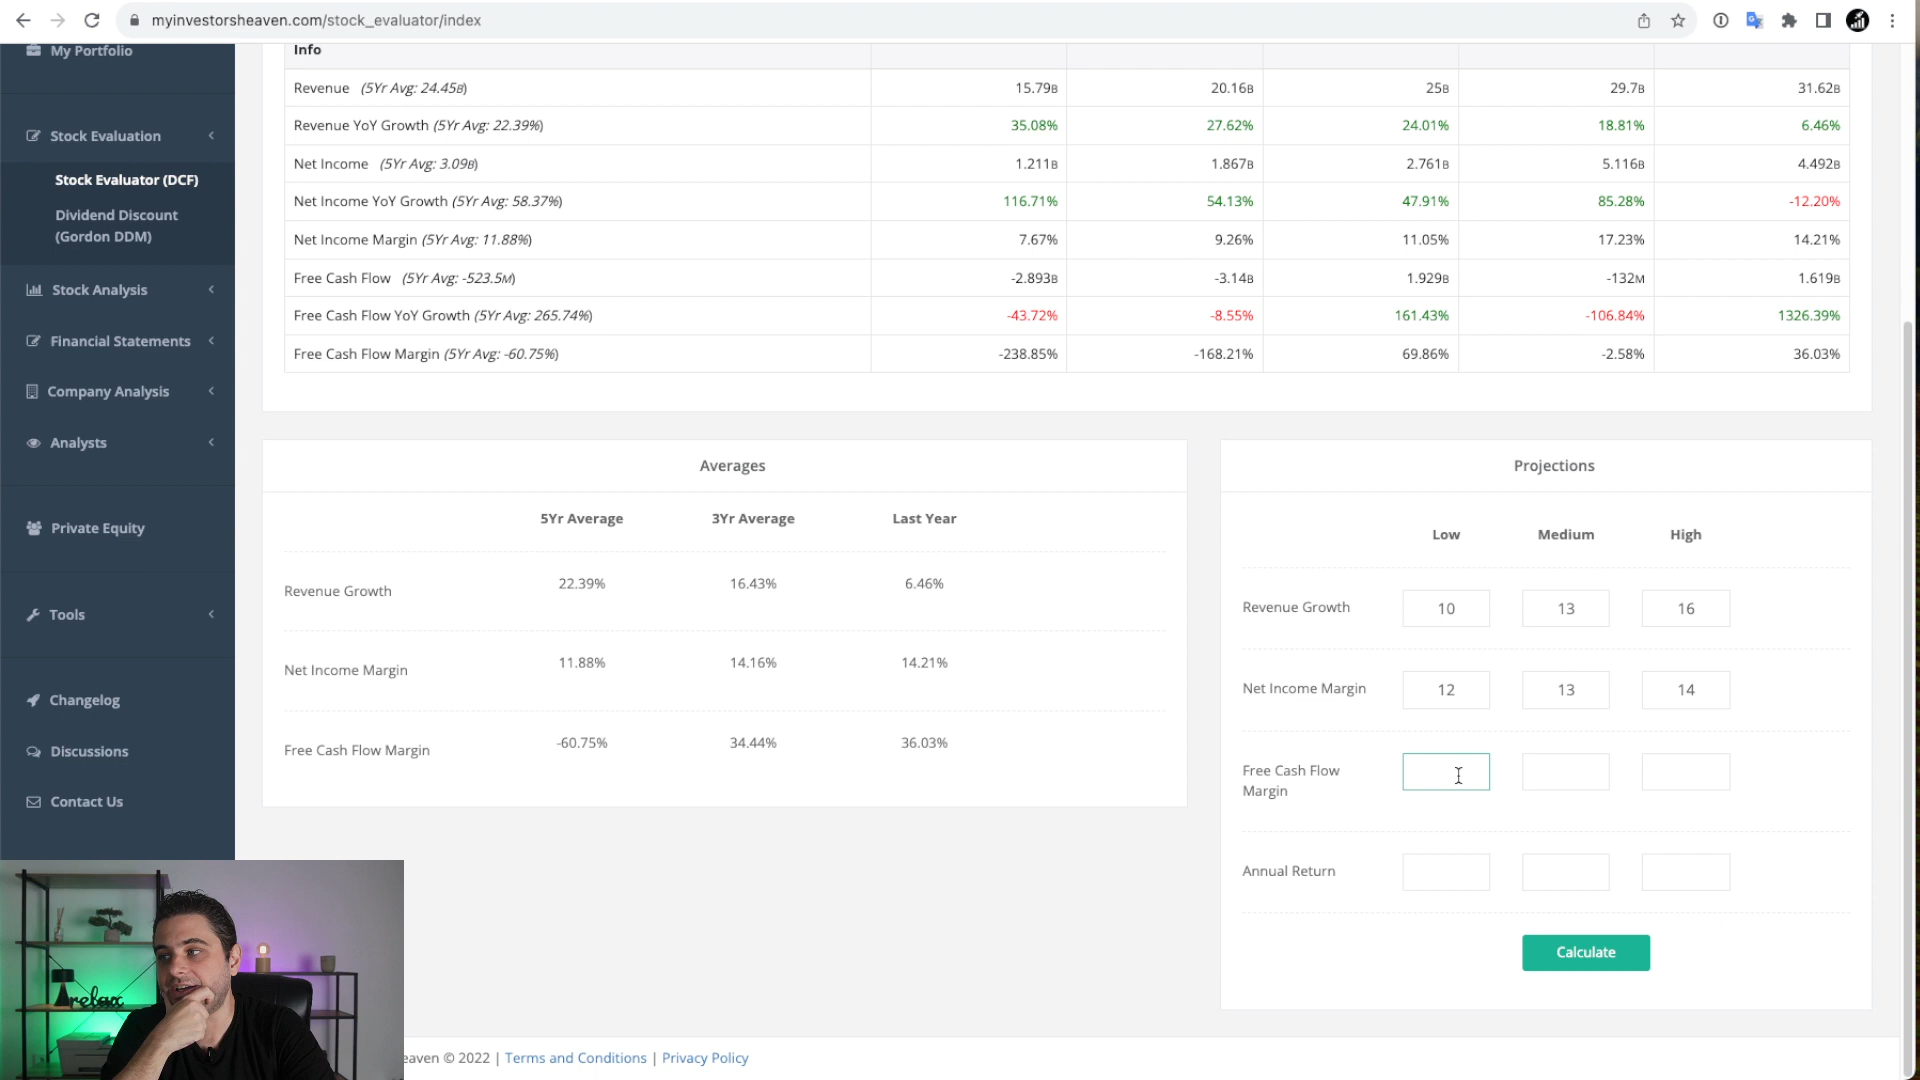 myinvestorsheaven.com/stock_evaluator/index
My Portfolio
Stock Evaluation
Stock Evaluator (DCF)
Dividend Discount
(Gordon DDM)
Stock Analysis
Financial Statements
Company Analysis
Analysts
Private Equity
Tools
Changelog
Discussions
Contact Us
Info
Revenue (5Yr Avg: 24.45B) 15.79B 20.16B 25B 29.7B 31.62B
Revenue YoY Growth (5Yr Avg: 22.39%) 35.08% 27.62% 24.01% 18.81% 6.46%
Net Income (5Yr Avg: 3.09B) 1.211B 1.867B 2.761B 5.116B 4.492B
Net Income YoY Growth (5Yr Avg: 58.37%) 116.71% 54.13% 47.91% 85.28% -12.20%
Net Income Margin (5Yr Avg: 11.88%) 7.67% 9.26% 11.05% 17.23% 14.21%
Free Cash Flow (5Yr Avg: -523.5M) -2.893B -3.14B 1.929B -132M 1.619B
Free Cash Flow YoY Growth (5Yr Avg: 265.74%) -43.72% -8.55% 161.43% -106.84% 1326.39%
Free Cash Flow Margin (5Yr Avg: -60.75%) -238.85% -168.21% 69.86% -2.58% 36.03%
Averages
5Yr Average 3Yr Average Last Year
Revenue Growth 22.39% 16.43% 6.46%
Net Income Margin 11.88% 14.16% 14.21%
Free Cash Flow Margin -60.75% 34.44% 36.03%
Projections
Low Medium High
Revenue Growth 10 13 16
Net Income Margin 12 13 14
Free Cash Flow
Margin
Annual Return
Calculate
relax
eaven © 2022 | Terms and Conditions | Privacy Policy